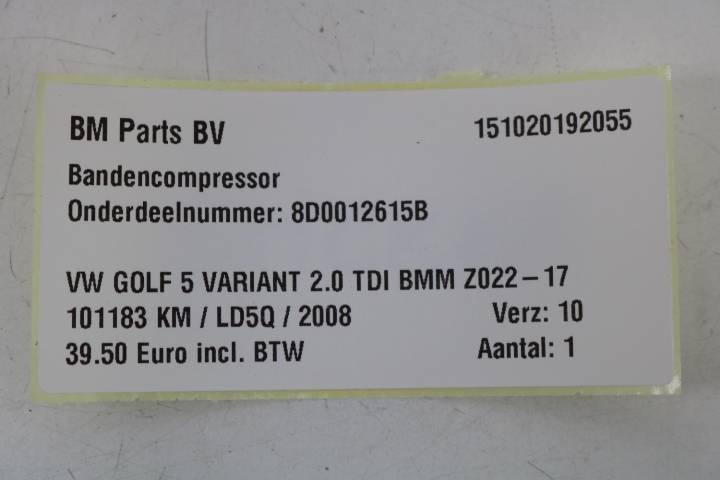 BM Parts BV 151020192055
Bandencompressor
Onderdeelnummer: 8D0012615B
VW GOLF 5 VARIANT 2.0 TDI BMM Z022-17
101183 KM / LD5Q / 2008 Verz: 10
39.50 Euro incl. BTW Aantal: 1